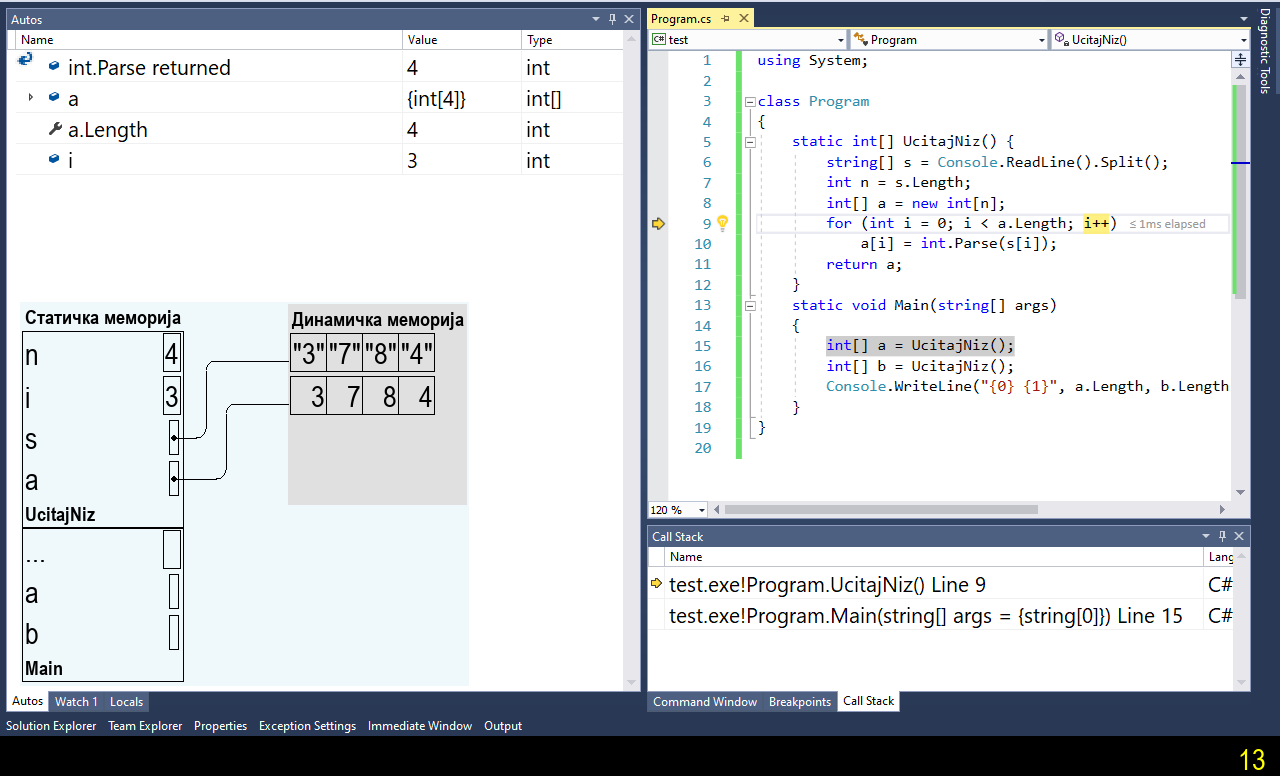 Autos
Name Value Type
int.Parse returned 4 int
a {int[4]} int[]
a.Length 4 int
i 3 int
Статичка меморија
Динамичка меморија
n 4
"3" "7" "8" "4"
i 3
3 7 8 4
s
a
UcitajNiz
...
a
b
Main
Autos Watch 1 Locals
Program.cs
C# test Program UcitajNiz()
1 using System;
2
3 class Program
4 {
5 static int[] UcitajNiz() {
6 string[] s = Console.ReadLine().Split();
7 int n = s.Length;
8 int[] a = new int[n];
9 for (int i = 0; i < a.Length; i++) ≤ 1ms elapsed
10 a[i] = int.Parse(s[i]);
11 return a;
12 }
13 static void Main(string[] args)
14 {
15 int[] a = UcitajNiz();
16 int[] b = UcitajNiz();
17 Console.WriteLine("{0} {1}", a.Length, b.Length
18 }
19 }
20
120 %
Call Stack
Name Lang
test.exe!Program.UcitajNiz() Line 9 C#
test.exe!Program.Main(string[] args = {string[0]}) Line 15 C#
Command Window Breakpoints Call Stack
Diagnostic Tools
Solution Explorer Team Explorer Properties Exception Settings Immediate Window Output
13